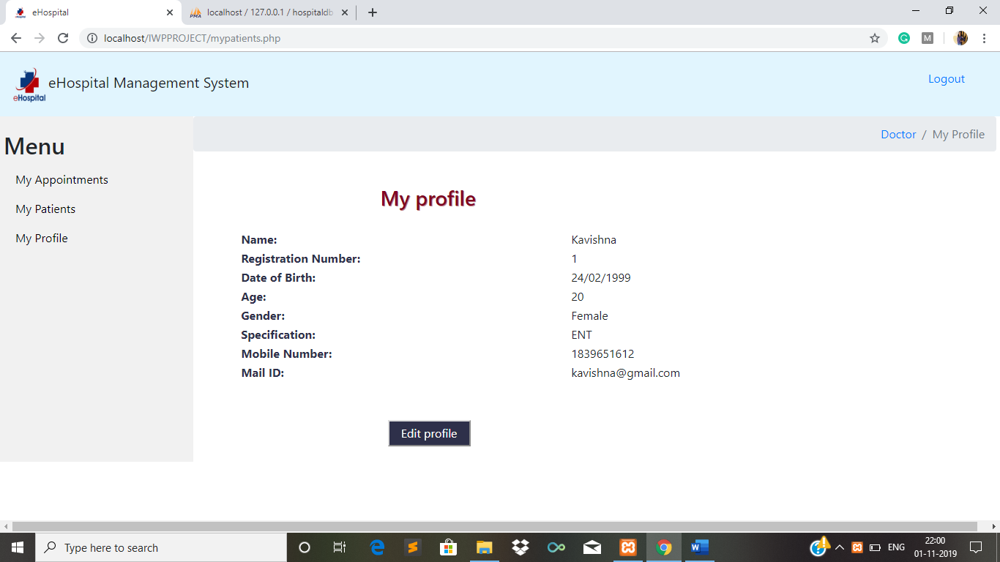 eHospital
localhost / 127.0.0.1 / hospitaldb
localhost/IWPPROJECT/mypatients.php
eHospital
eHospital Management System
Logout
Menu
My Appointments
My Patients
My Profile
Doctor / My Profile
My profile
Name: Kavishna
Registration Number: 1
Date of Birth: 24/02/1999
Age: 20
Gender: Female
Specification: ENT
Mobile Number: 1839651612
Mail ID: kavishna@gmail.com
Edit profile
Type here to search
ENG
22:00
01-11-2019